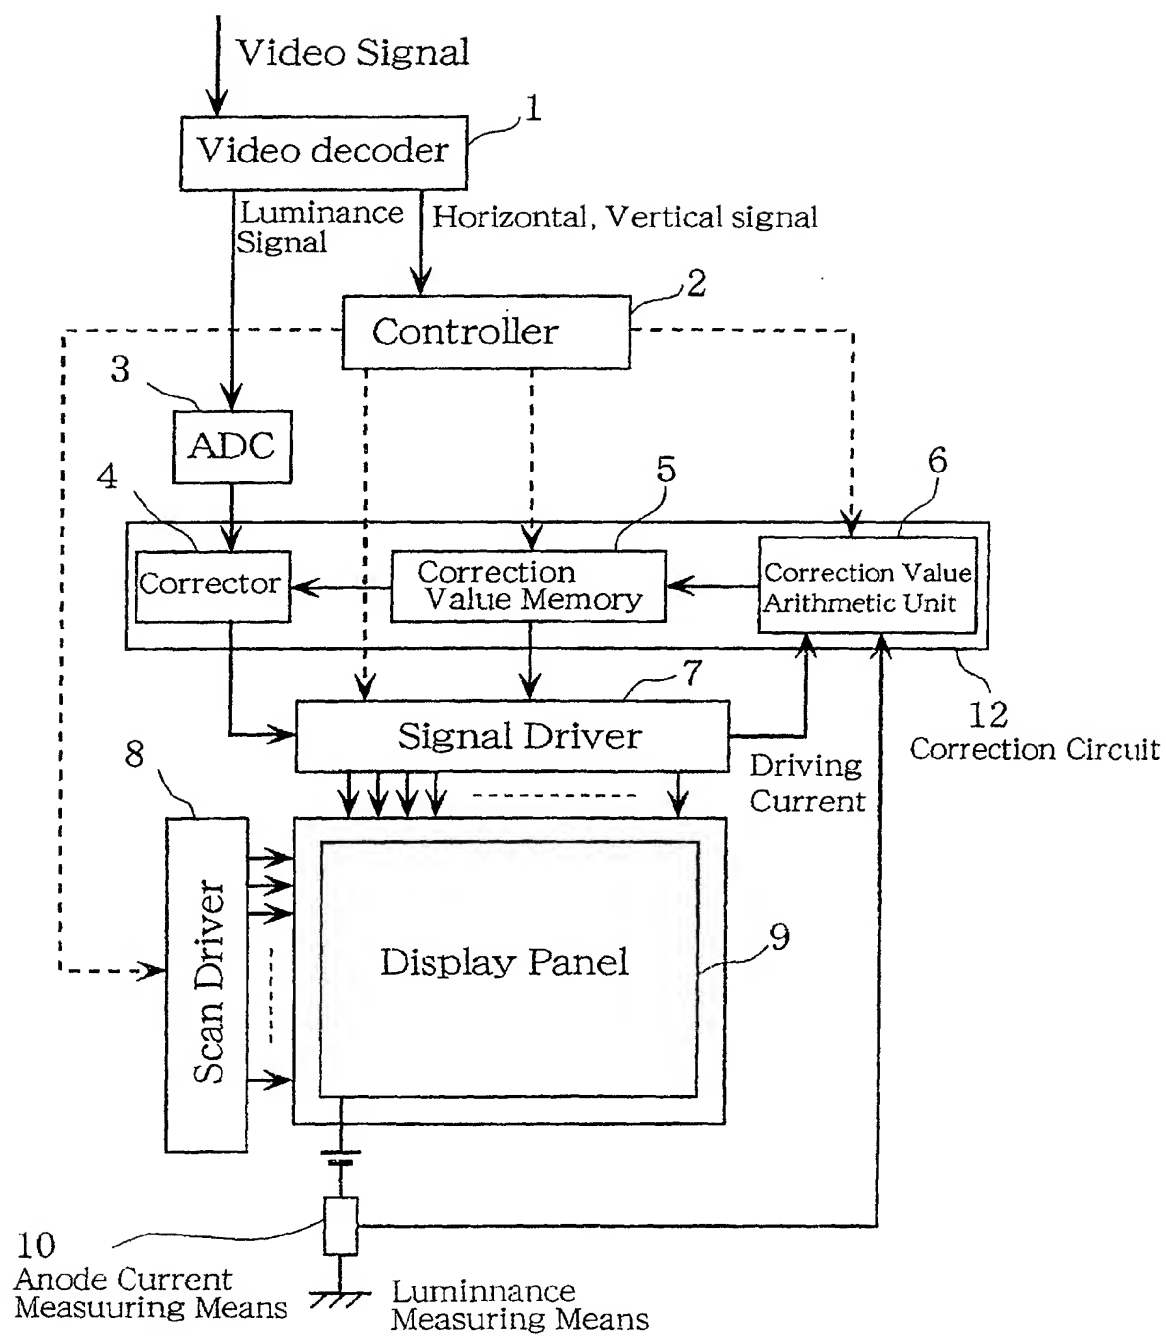 Video Signal
1
Video decoder
Luminance
Signal
Horizontal, Vertical signal
2
Controller
3
ADC
4
5
6
Corrector
Correction
Value Memory
Correction Value
Arithmetic Unit
7
Signal Driver
12
Correction Circuit
Driving
Current
8
Scan Driver
9
Display Panel
10
Anode Current
Measuuring Means
Luminnance
Measuring Means